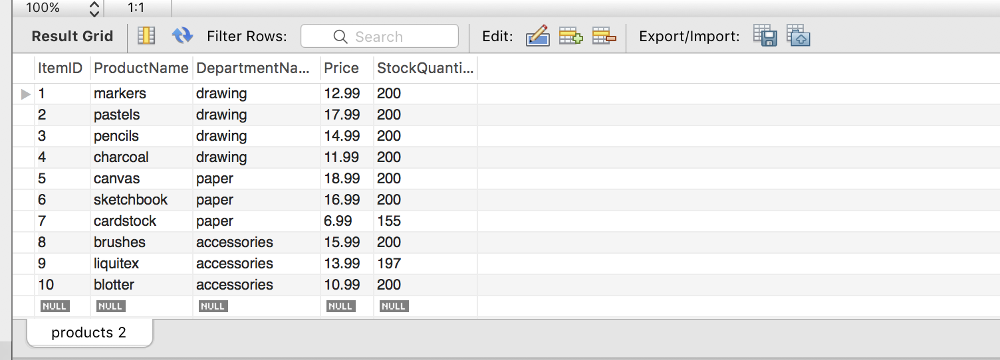 100% 1:1
Result Grid Filter Rows: Search Edit: Export/Import:
ItemID ProductName DepartmentNa... Price StockQuanti...
1 markers drawing 12.99 200
2 pastels drawing 17.99 200
3 pencils drawing 14.99 200
4 charcoal drawing 11.99 200
5 canvas paper 18.99 200
6 sketchbook paper 16.99 200
7 cardstock paper 6.99 155
8 brushes accessories 15.99 200
9 liquitex accessories 13.99 197
10 blotter accessories 10.99 200
NULL NULL NULL NULL NULL
products 2